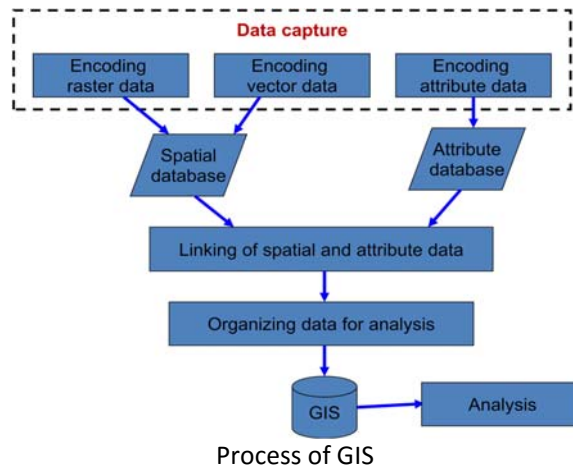 Data capture
Encoding
raster data
Encoding
vector data
Encoding
attribute data
Spatial
database
Attribute
database
Linking of spatial and attribute data
Organizing data for analysis
GIS
Analysis
Process of GIS